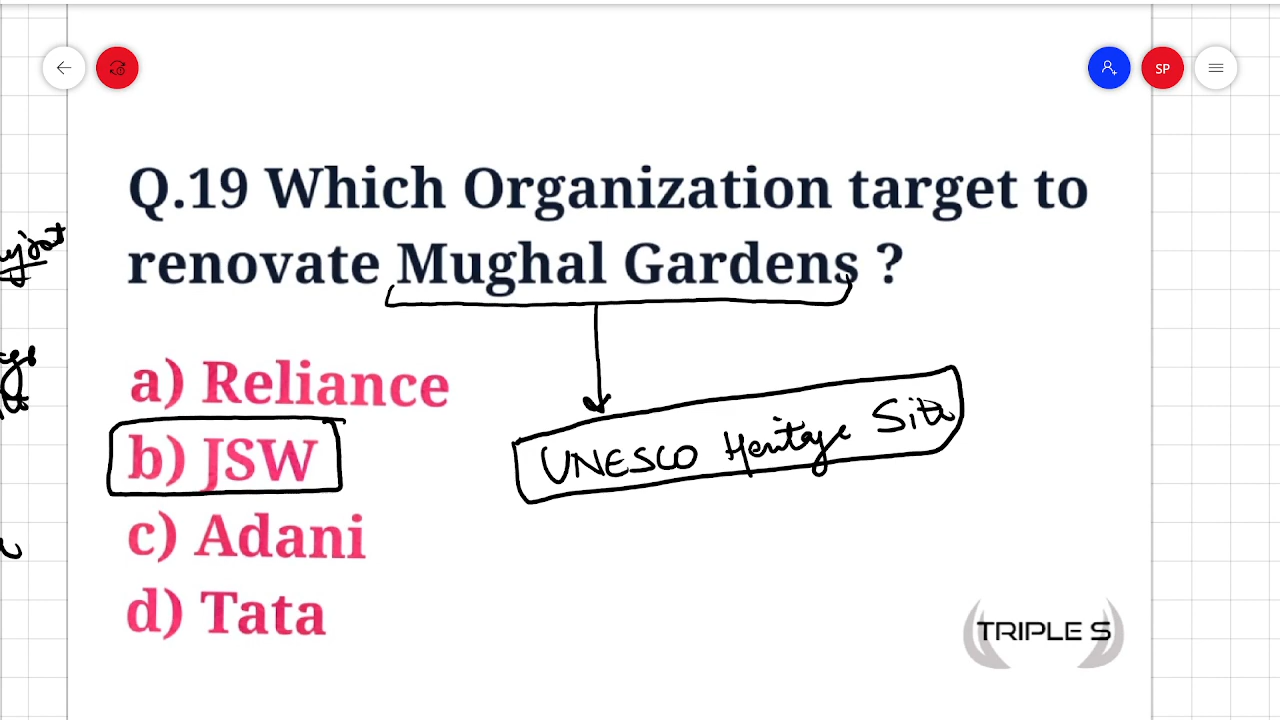 SP
Q.19 Which Organization target to
renovate Mughal Gardens ?
a) Reliance
b) JSW
UNESCO Heritage Site
c) Adani
d) Tata
TRIPLE S